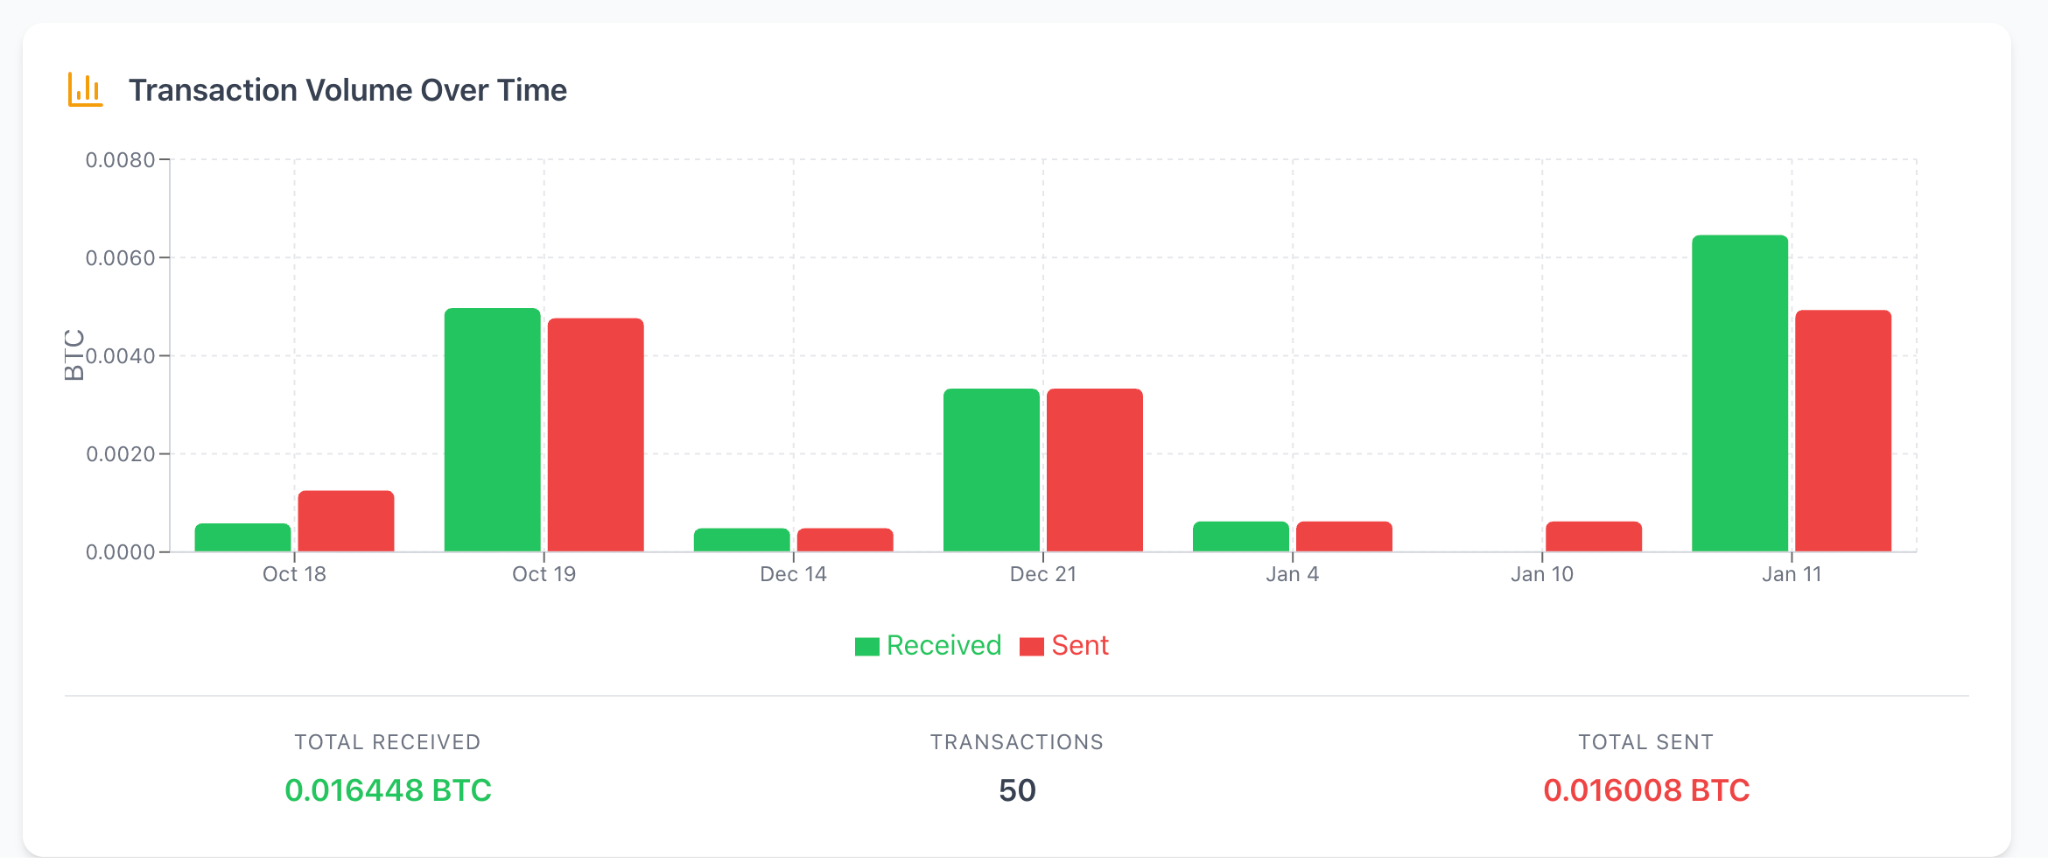 Transaction Volume Over Time
0.0080
0.0060
0.0040
0.0020
0.0000
BTC
Oct 18 Oct 19 Dec 14 Dec 21 Jan 4 Jan 10 Jan 11
Received Sent
TOTAL RECEIVED TRANSACTIONS TOTAL SENT
0.016448 BTC 50 0.016008 BTC